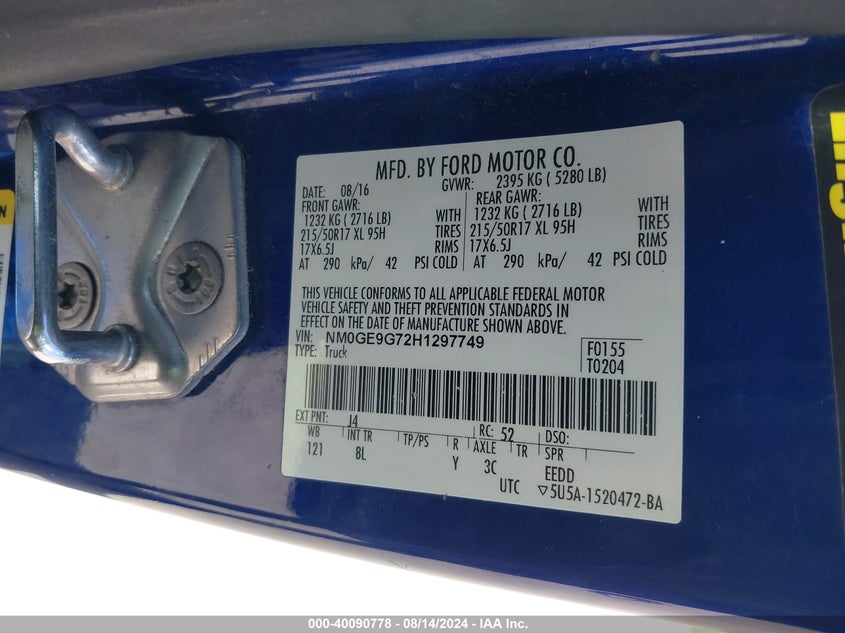 MFD. BY FORD MOTOR CO.
DATE: 08/16 GVWR: 2395 KG ( 5280 LB)
FRONT GAWR: REAR GAWR:
1232 KG ( 2716 LB) WITH 1232 KG ( 2716 LB) WITH
215/50R17 XL 95H TIRES 215/50R17 XL 95H TIRES
17X6.5J RIMS 17X6.5J RIMS
AT 290 kPa/ 42 PSI COLD AT 290 kPa/ 42 PSI COLD
THIS VEHICLE CONFORMS TO ALL APPLICABLE FEDERAL MOTOR
VEHICLE SAFETY AND THEFT PREVENTION STANDARDS IN
EFFECT ON THE DATE OF MANUFACTURE SHOWN ABOVE.
VIN: NM0GE9G72H1297749 F0155
TYPE: Truck T0204
EXT PNT: J4 RC: 52 DSO:
WB INT TR TP/PS R AXLE TR SPR
121 8L Y 3C EEDD
UTC ▽5U5A-1520472-BA
000-40090778 - 08/14/2024 - IAA Inc.